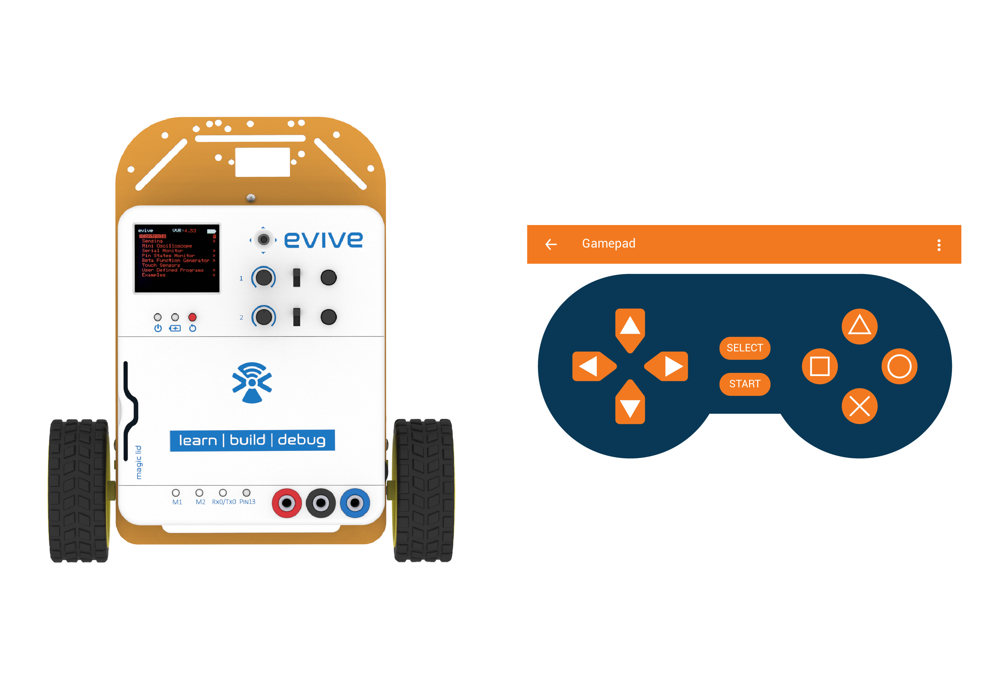 evive VVR:4.53
>Controls »
Sensing »
Mini Oscilloscope
Serial Monitor »
Pin States Monitor »
Beta Function Generator »
Touch Sensors
User Defined Programs »
Examples »
evive
1
2
learn | build | debug
magic lid
M1 M2 Rx0/Tx0 PIN13
Gamepad
SELECT
START